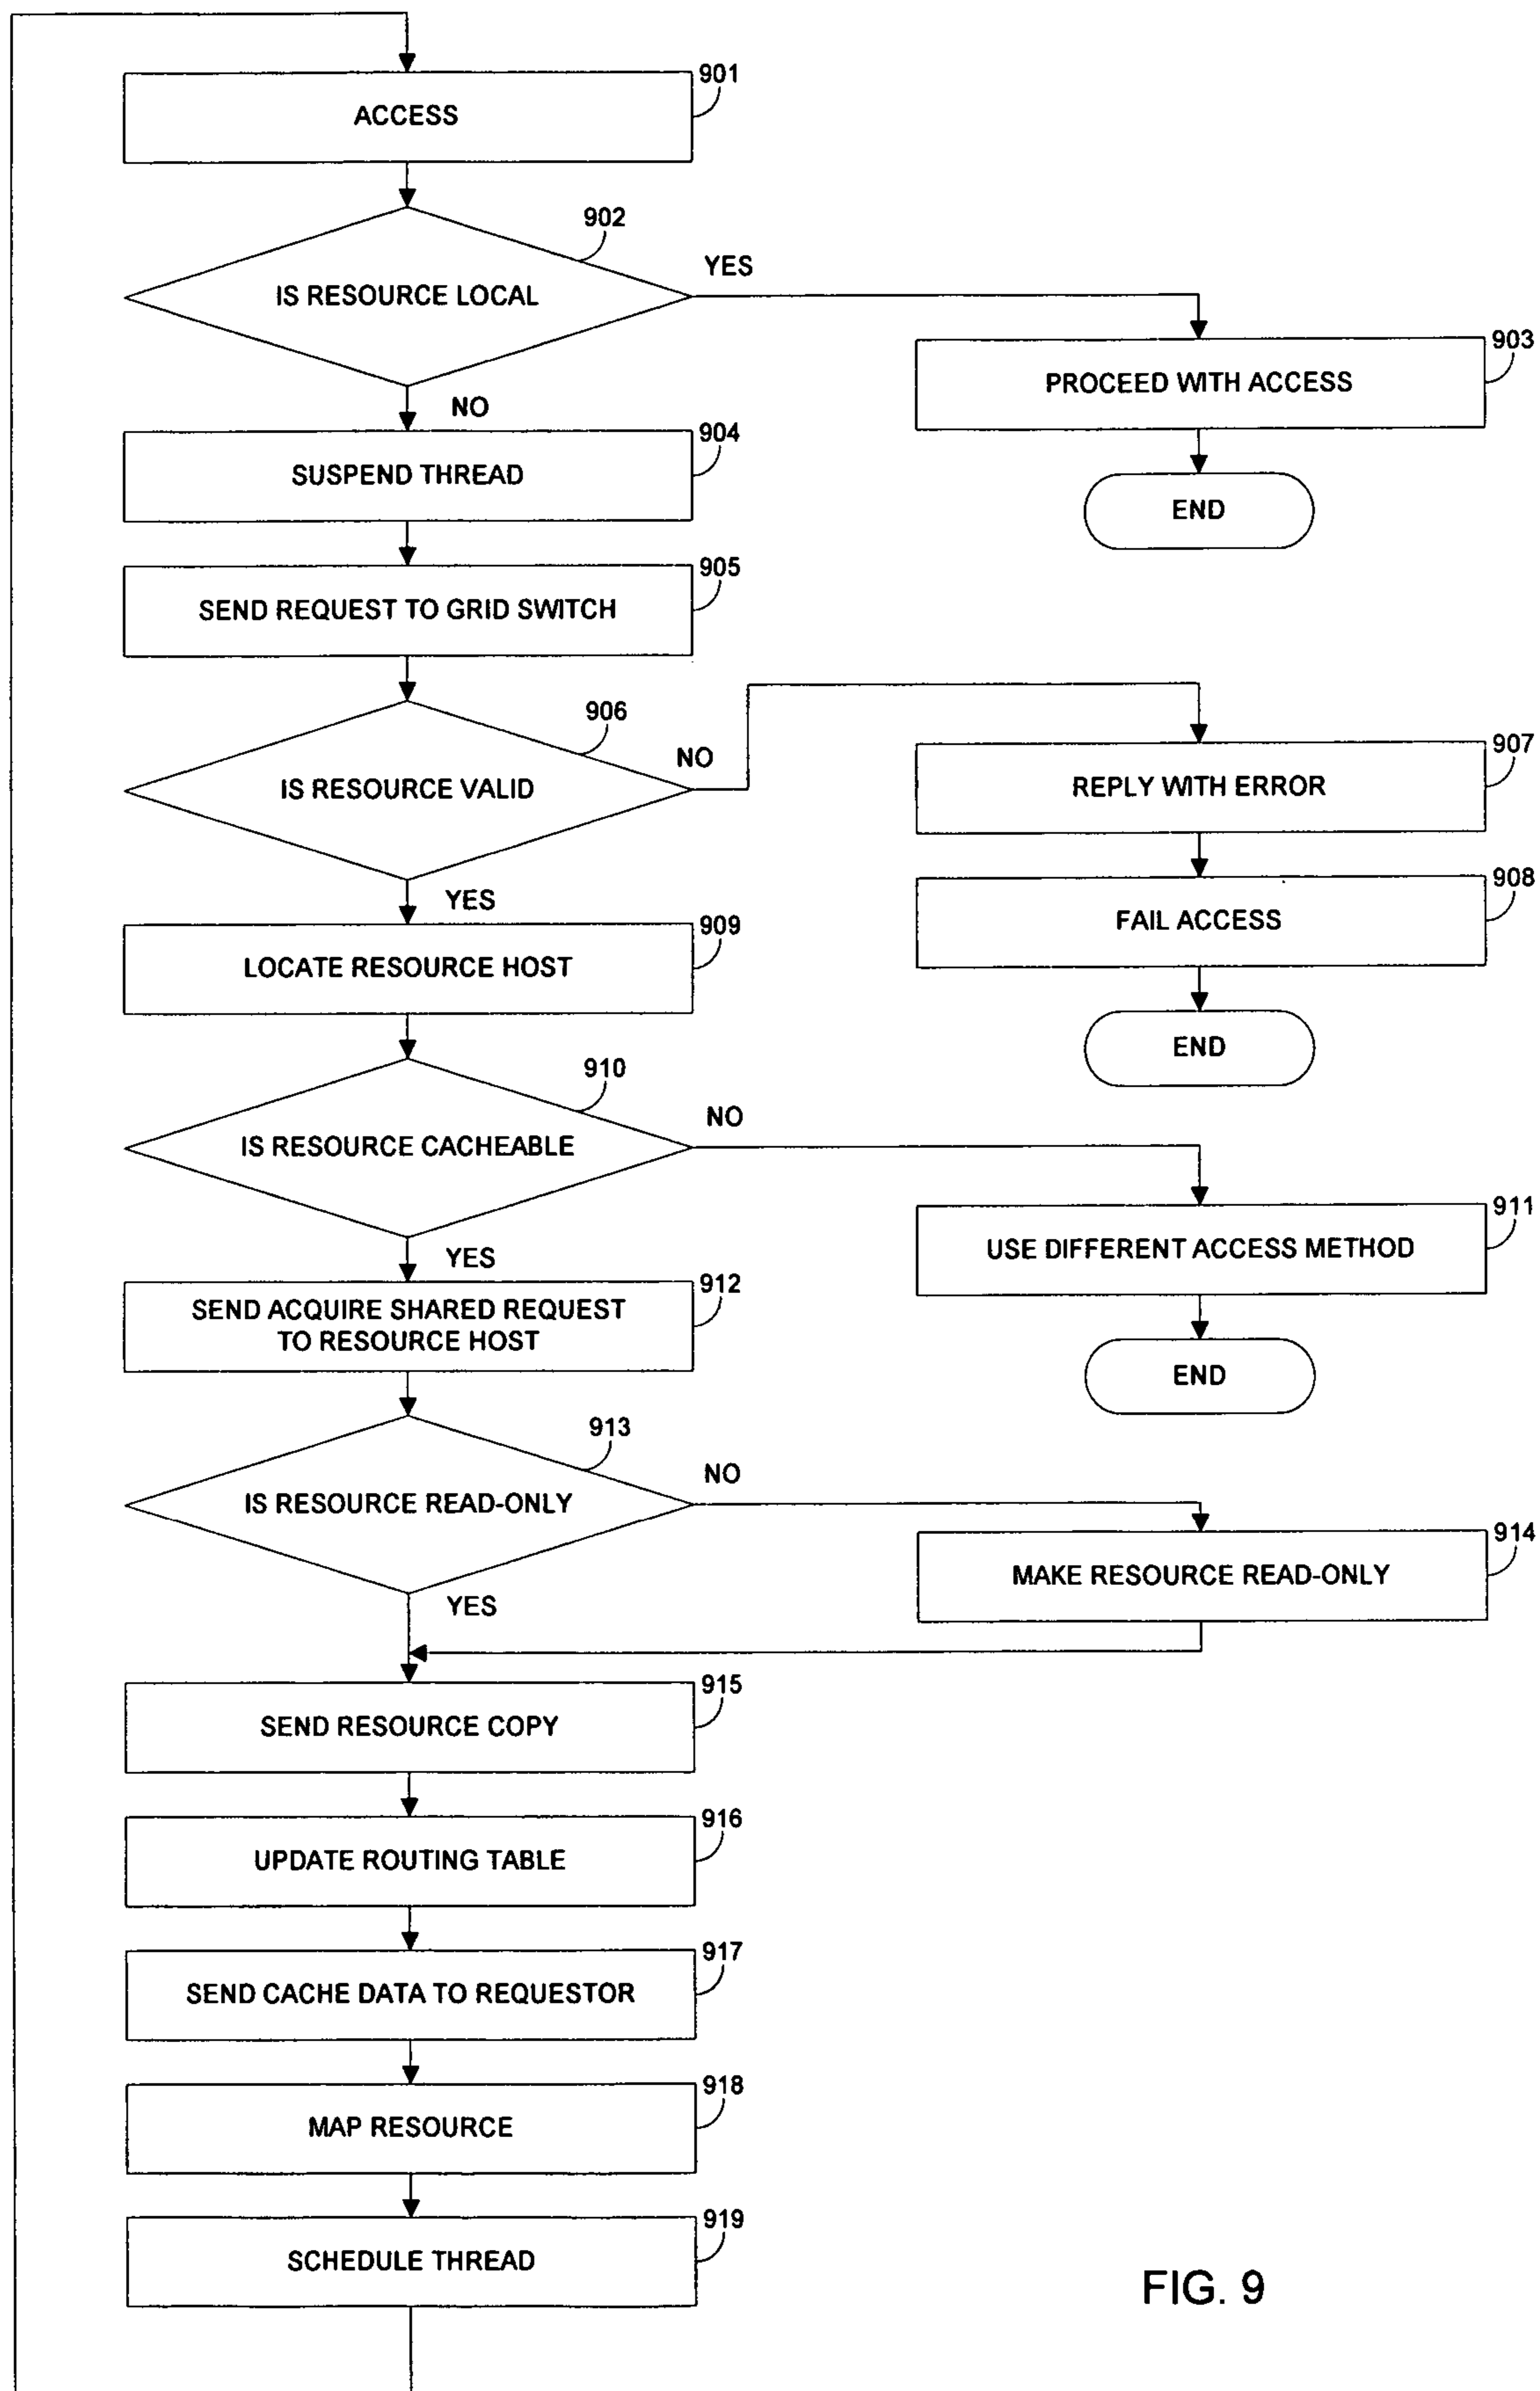 901
ACCESS
902
IS RESOURCE LOCAL
YES
903
PROCEED WITH ACCESS
NO
END
904
SUSPEND THREAD
905
SEND REQUEST TO GRID SWITCH
906
IS RESOURCE VALID
NO
907
REPLY WITH ERROR
YES
908
FAIL ACCESS
909
LOCATE RESOURCE HOST
END
910
IS RESOURCE CACHEABLE
NO
911
USE DIFFERENT ACCESS METHOD
YES
912
SEND ACQUIRE SHARED REQUEST
TO RESOURCE HOST
END
913
IS RESOURCE READ-ONLY
NO
914
MAKE RESOURCE READ-ONLY
YES
915
SEND RESOURCE COPY
916
UPDATE ROUTING TABLE
917
SEND CACHE DATA TO REQUESTOR
918
MAP RESOURCE
919
SCHEDULE THREAD
FIG. 9